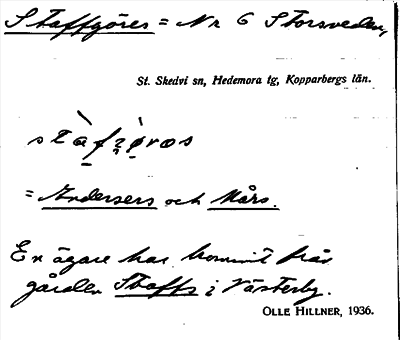 Staffgöres = Nr 6 Storsveden,
St. Skedvi sn, Hedemora tg, Kopparbergs län.
= Andersers och Mårs.
En ägare har kommit från
gården Staffs i Västerby.
OLLE HILLNER, 1936.